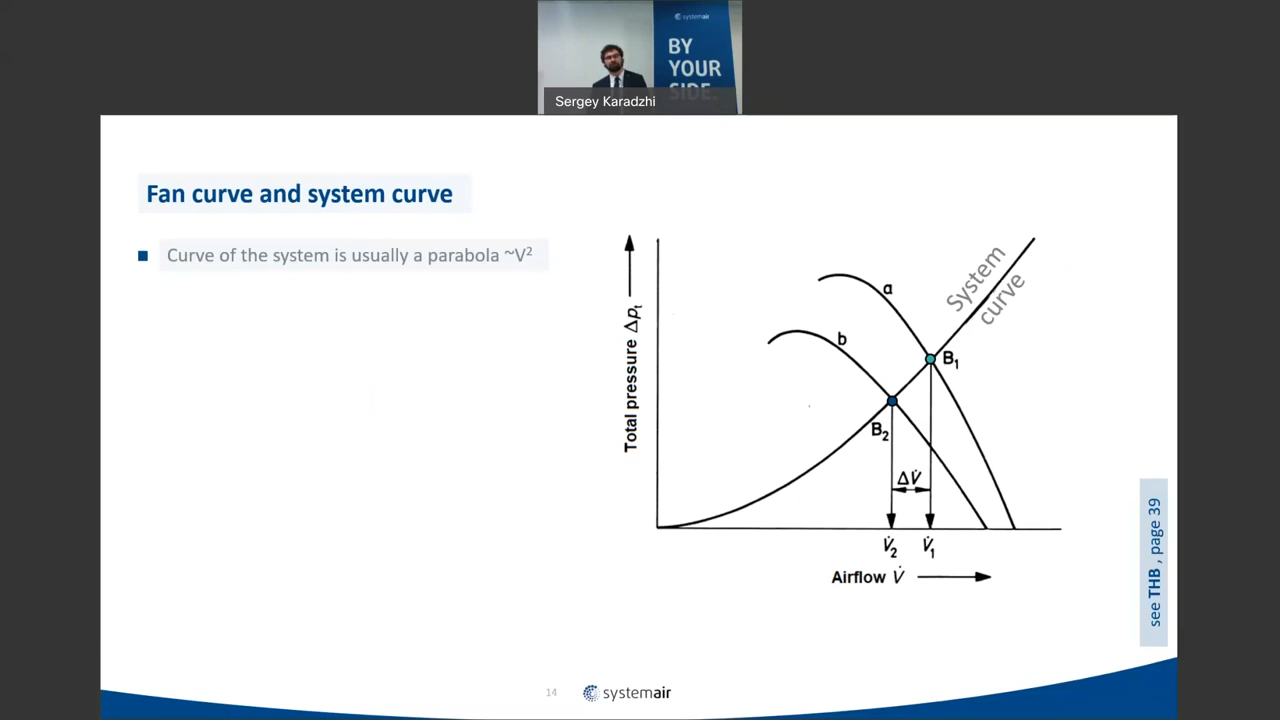 systemair
BY
YOUR
SIDE.
Sergey Karadzhi
Fan curve and system curve
Curve of the system is usually a parabola ~V²
Total pressure Δpₜ
a
b
System
curve
B₁
B₂
ΔV̇
V̇₂
V̇₁
Airflow V̇
see THB , page 39
14
systemair